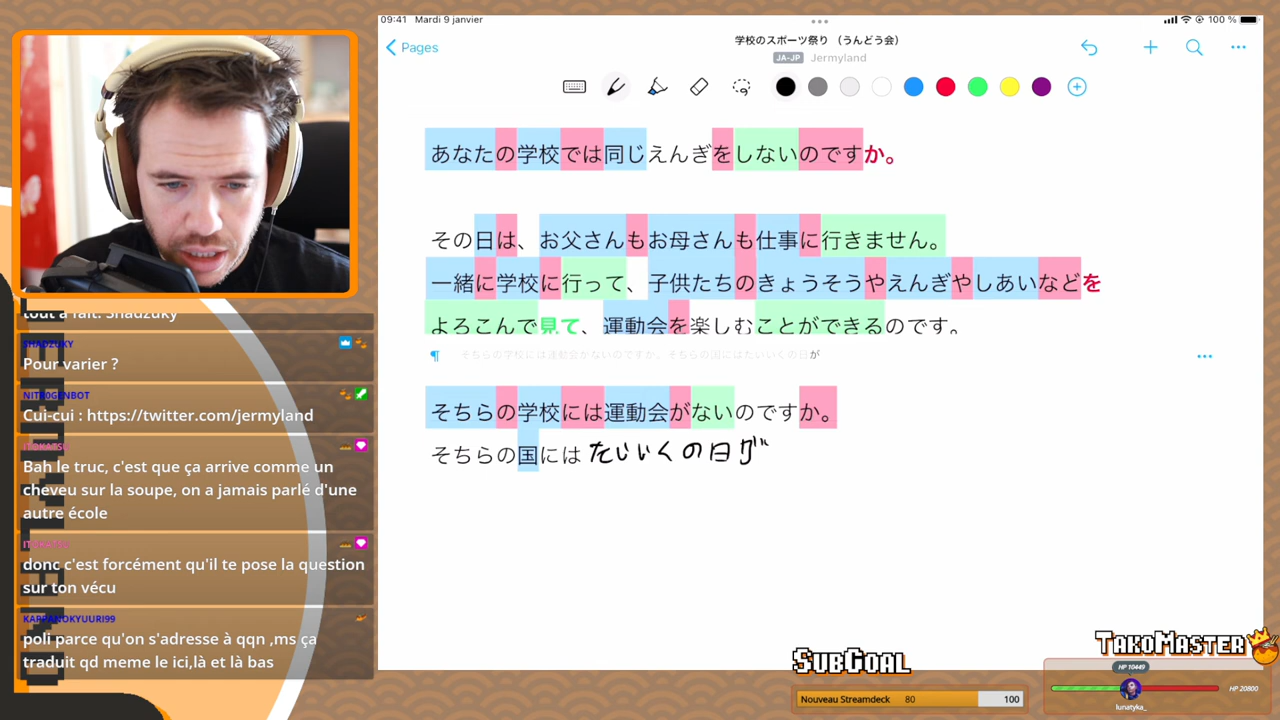 09:41 Mardi 9 janvier
100 %
Pages
学校のスポーツ祭り （うんどう会）
JA-JP Jermyland
あなたの学校では同じえんぎをしないのですか。
その日は、お父さんもお母さんも仕事に行きません。
一緒に学校に行って、子供たちのきょうそうやえんぎやしあいなどを
よろこんで見て、運動会を楽しむことができるのです。
そちらの学校には運動会がないのですか。そちらの国にはたいいくの日が
そちらの学校には運動会がないのですか。
そちらの国には たいいくの日が
tout à fait. Shadzuky
SHADZUKY
Pour varier ?
NITR0GENBOT
Cui-cui : https://twitter.com/jermyland
Bah le truc, c'est que ça arrive comme un
cheveu sur la soupe, on a jamais parlé d'une
autre école
donc c'est forcément qu'il te pose la question
sur ton vécu
KAPPANOKYUURI99
poli parce qu'on s'adresse à qqn ,ms ça
traduit qd meme le ici,là et là bas
SUBGOAL
Nouveau Streamdeck 80 100
TAKOMASTER
HP 10449
HP 20800
lunatyka_